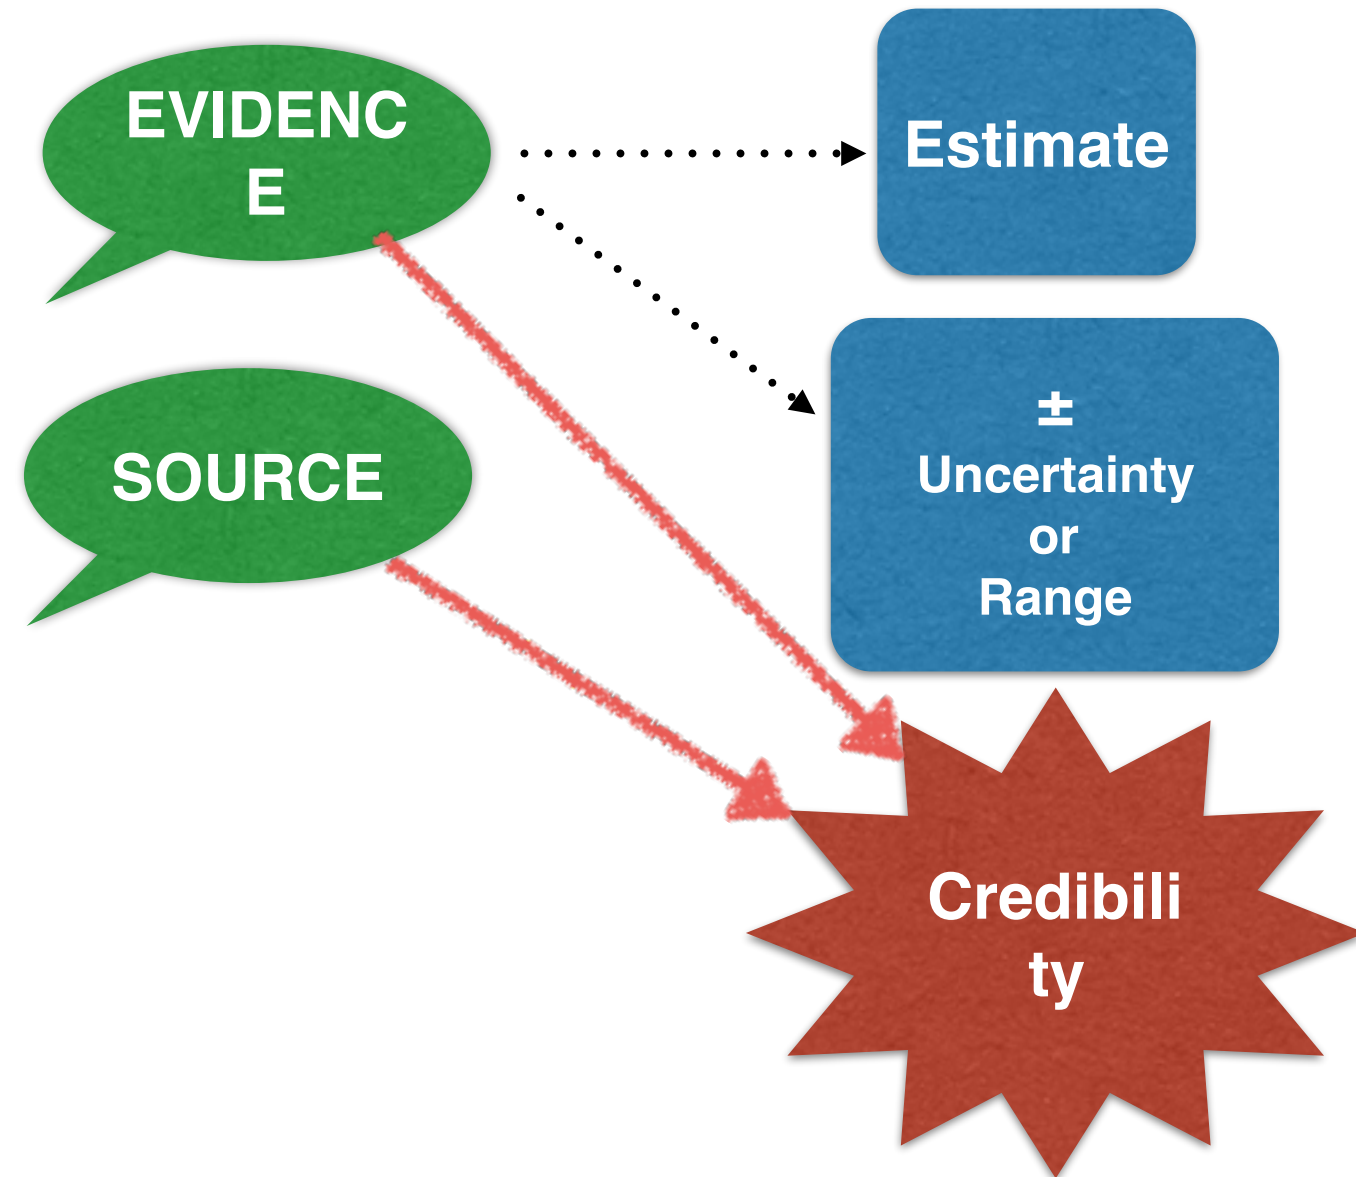 EVIDENC
E
Estimate
SOURCE
±
Uncertainty
or
Range
Credibili
ty